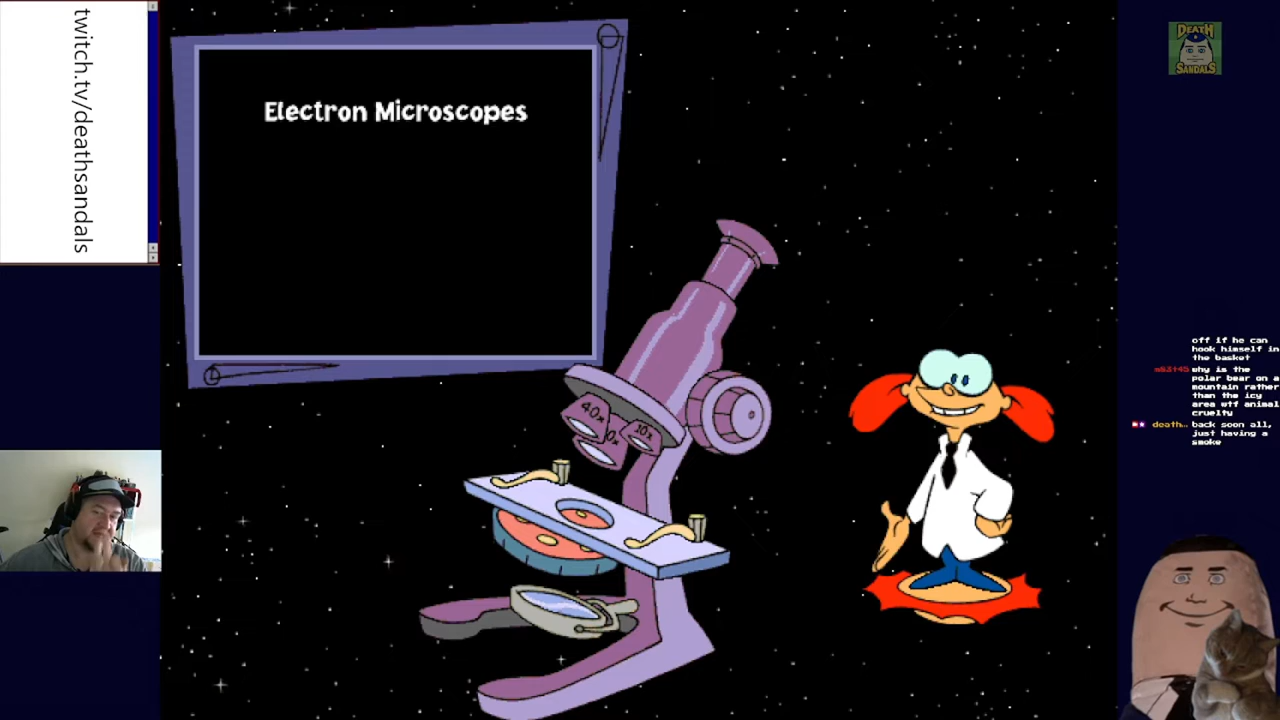 twitch.tv/deathsandals
Electron Microscopes
DEATH
SANDALS
40x
10x
off if he can
hook himself in
the basket
why is the
polar bear on a
mountain rather
than the icy
area wtf animal
cruelty
death… back soon all,
just having a
smoke